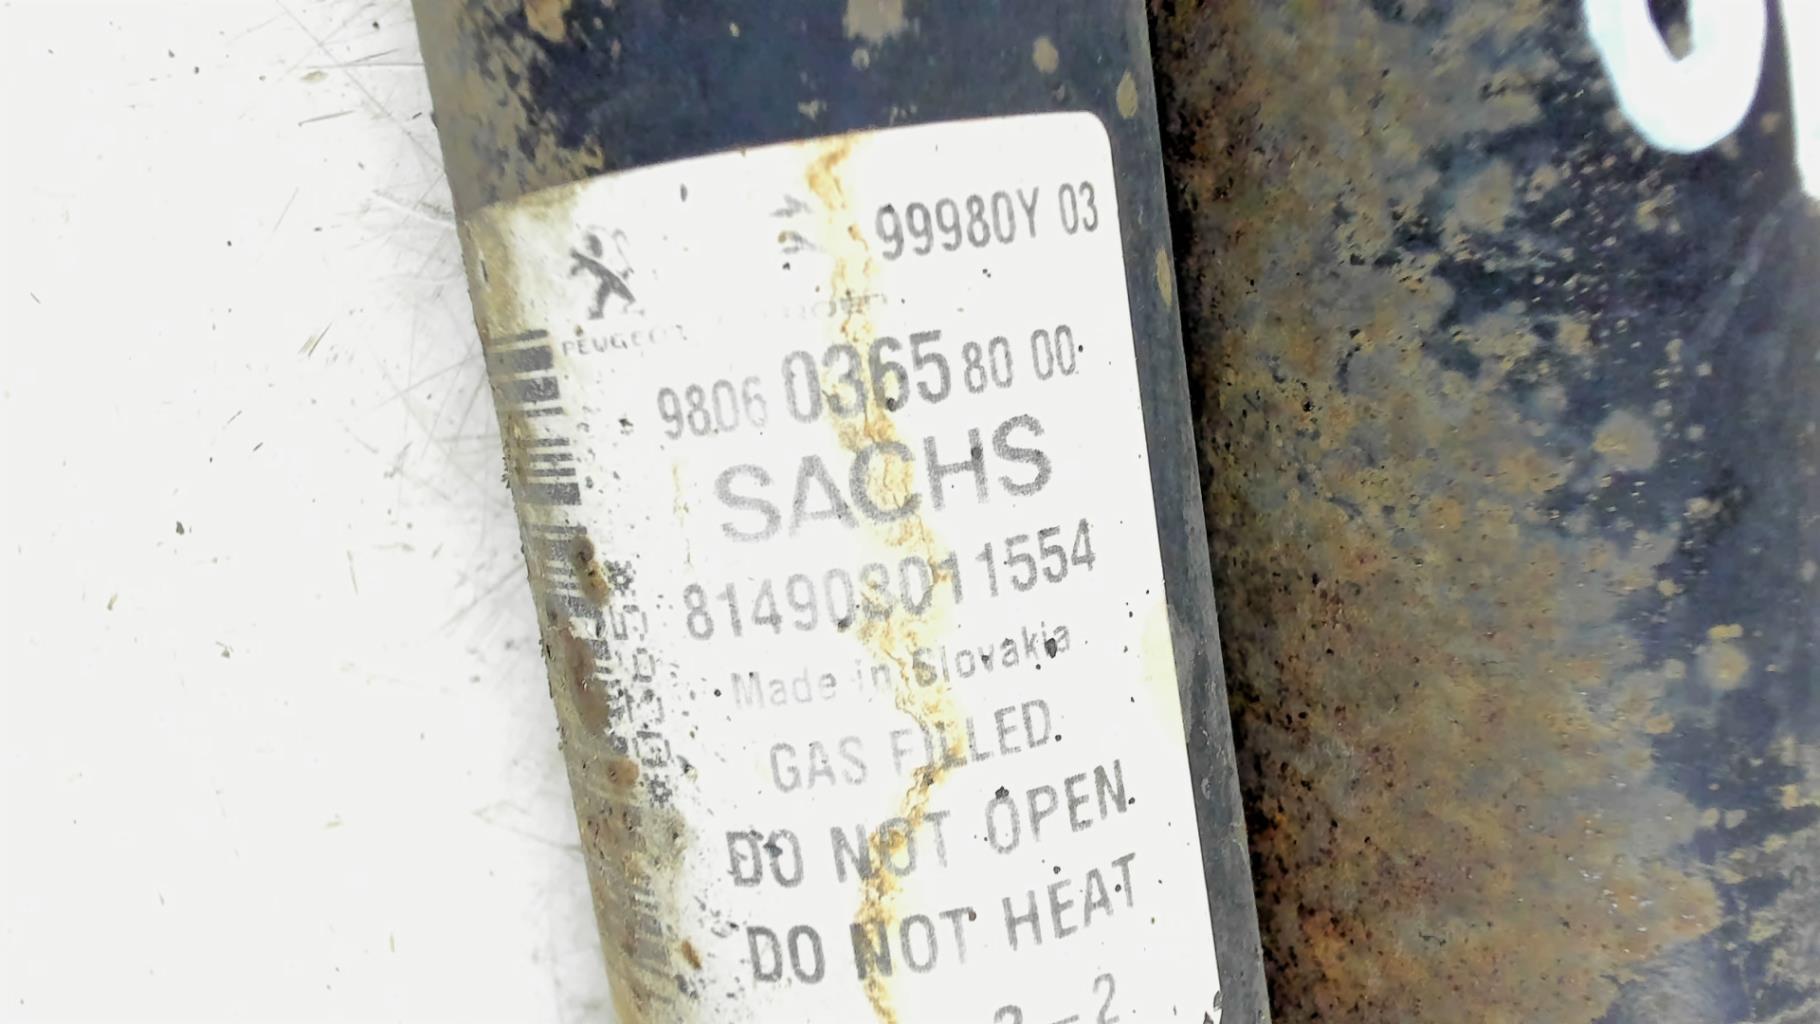 99980Y 03
PEUGEOT
9806 0365 80 00
SACHS
814903011554
Made in Slovakia
GAS FILLED
DO NOT OPEN
DO NOT HEAT